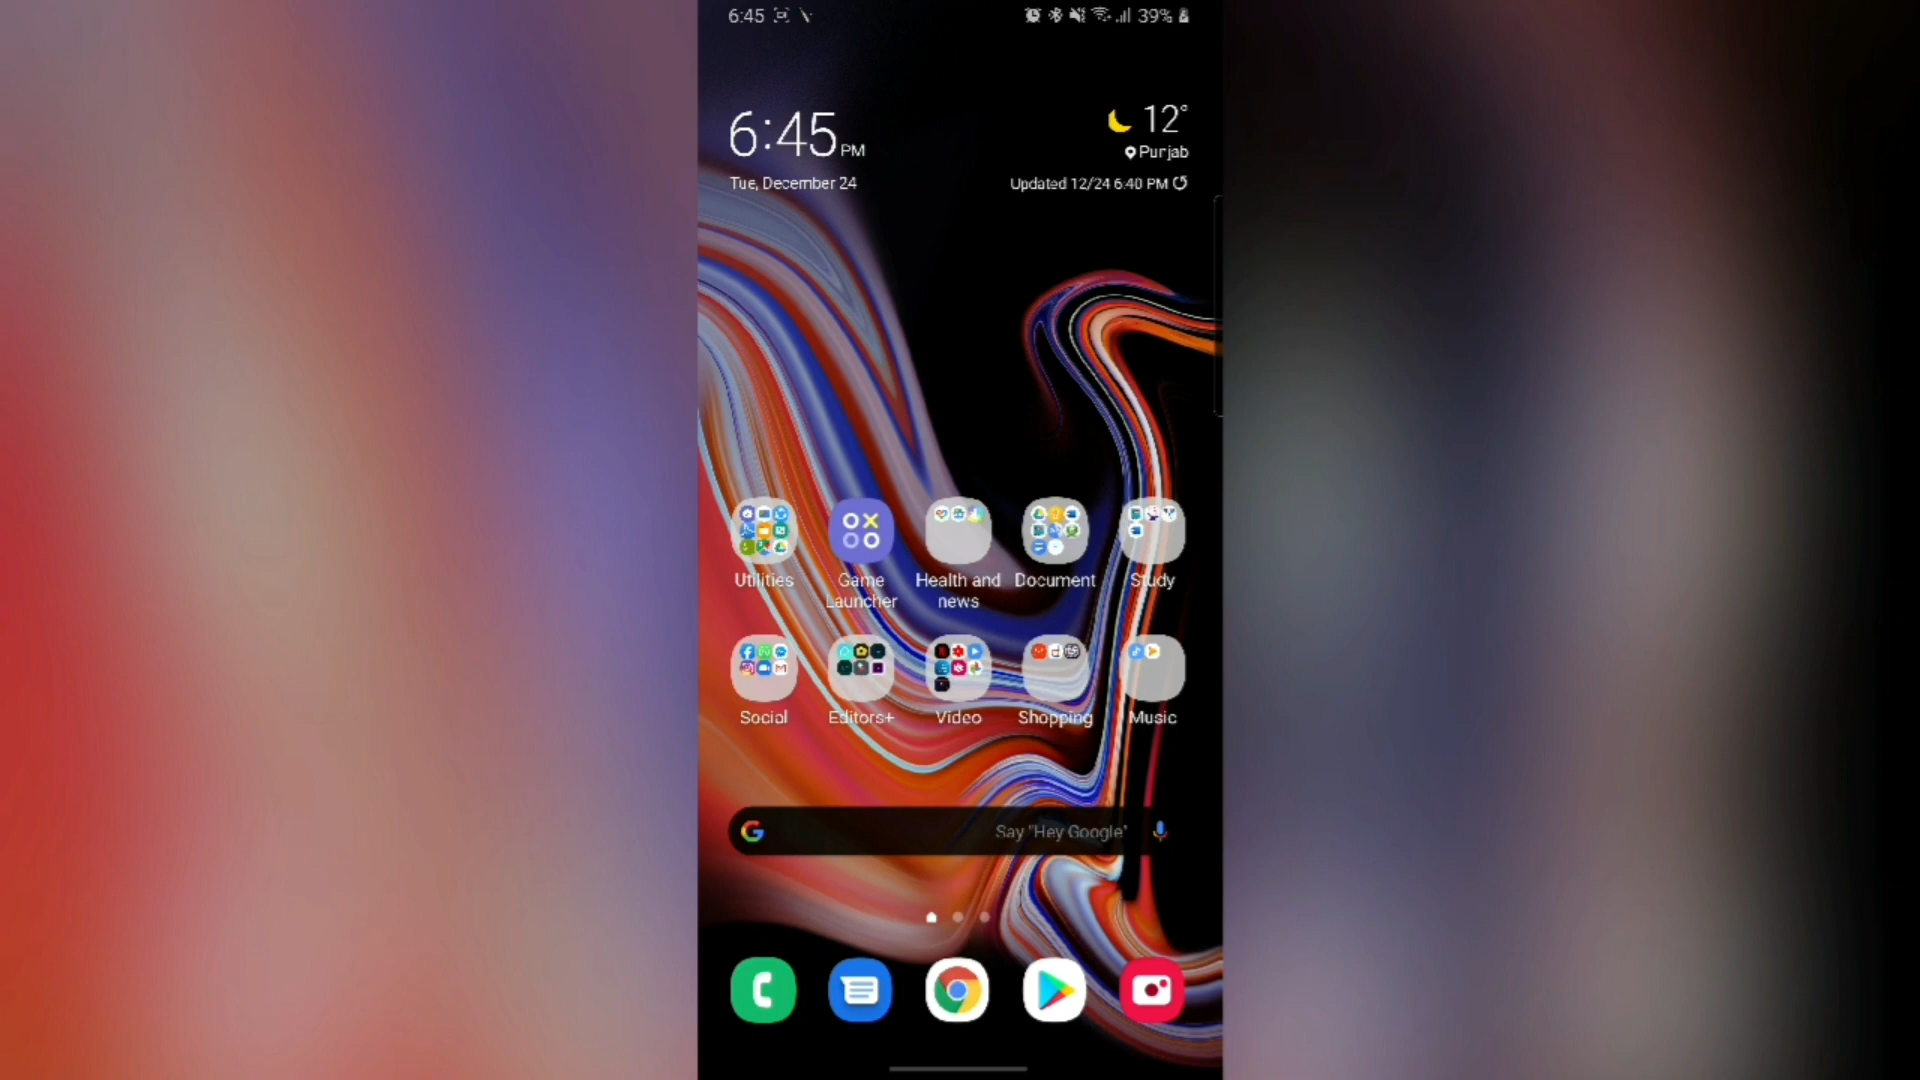 6:45
39%
6:45 PM
12°
Punjab
Tue, December 24
Updated 12/24 6:40 PM
Utilities
Game Launcher
Health and news
Document
Study
Social
Editors+
Video
Shopping
Music
Say "Hey Google"